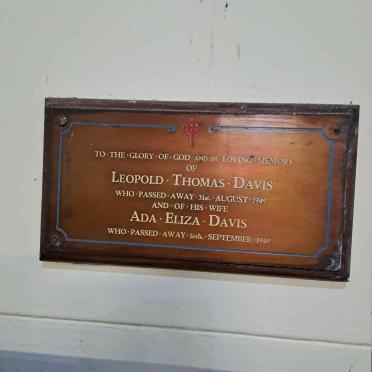 TO·THE·GLORY·OF·GOD·AND·IN·LOVING·MEMORY
OF
LEOPOLD·THOMAS·DAVIS
WHO·PASSED·AWAY·31st.·AUGUST·1949
AND·OF·HIS·WIFE
ADA·ELIZA·DAVIS
WHO·PASSED·AWAY·16th.·SEPTEMBER·1949